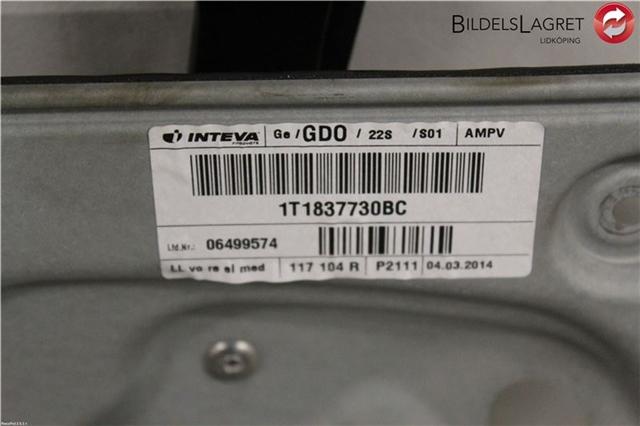 BILDELSLAGRET
LIDKÖPING
INTEVA PRODUCTS Ge / GDO / 22S /S01 AMPV
1T1837730BC
Lfd.Nr.: 06499574
LL vo re el med 117 104 R P2111 04.03.2014